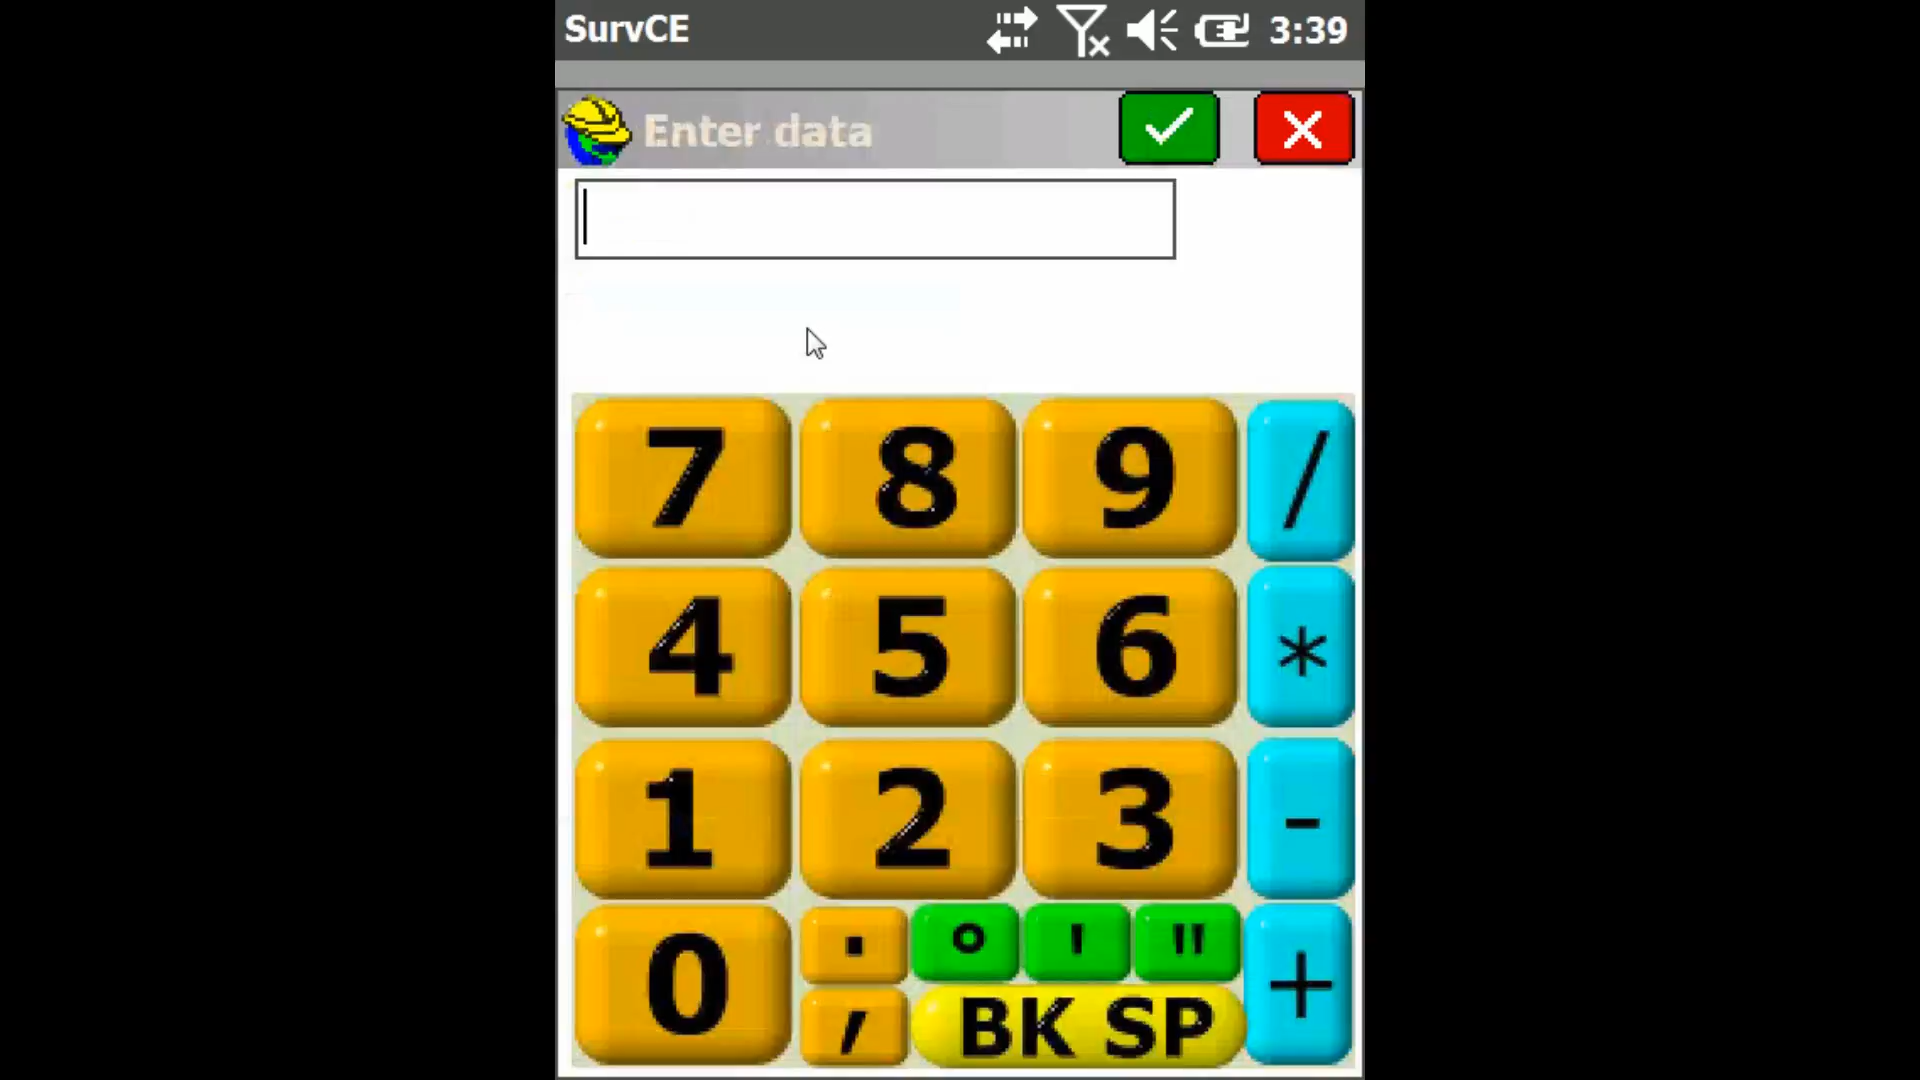 SurvCE 3:39
Enter data
7 8 9 /
4 5 6 *
1 2 3 -
0 . ° ' " +
, BK SP